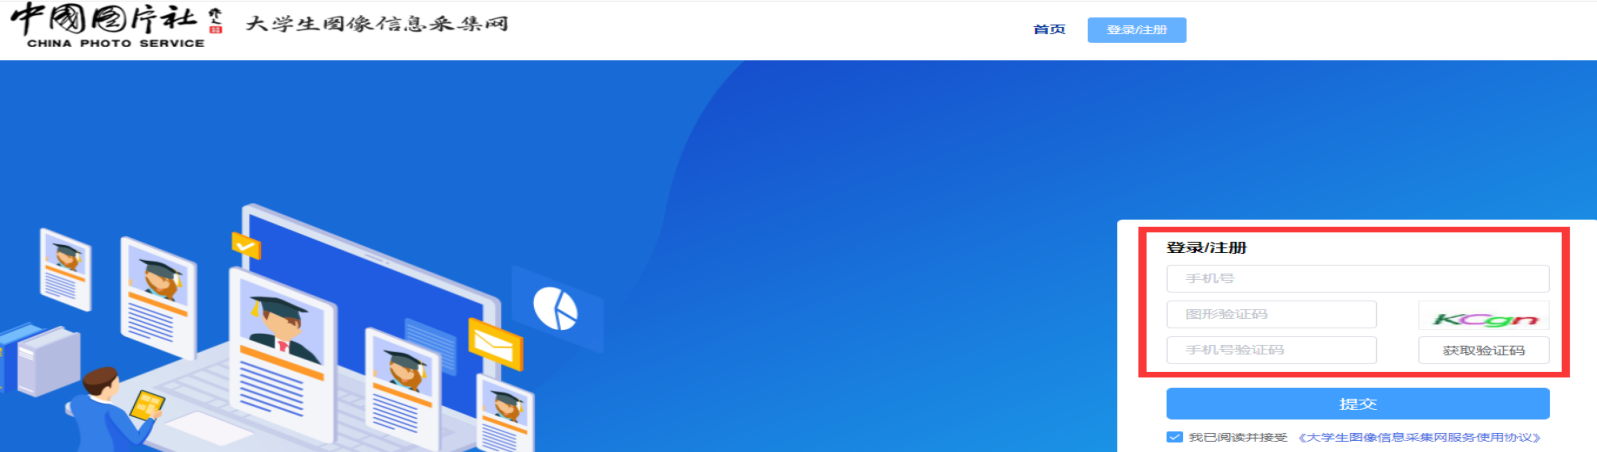 中國图片社
CHINA PHOTO SERVICE
大学生图像信息采集网
首页
登录/注册
登录/注册
手机号
图形验证码
KCgn
手机号验证码
获取验证码
提交
我已阅读并接受 《大学生图像信息采集网服务使用协议》